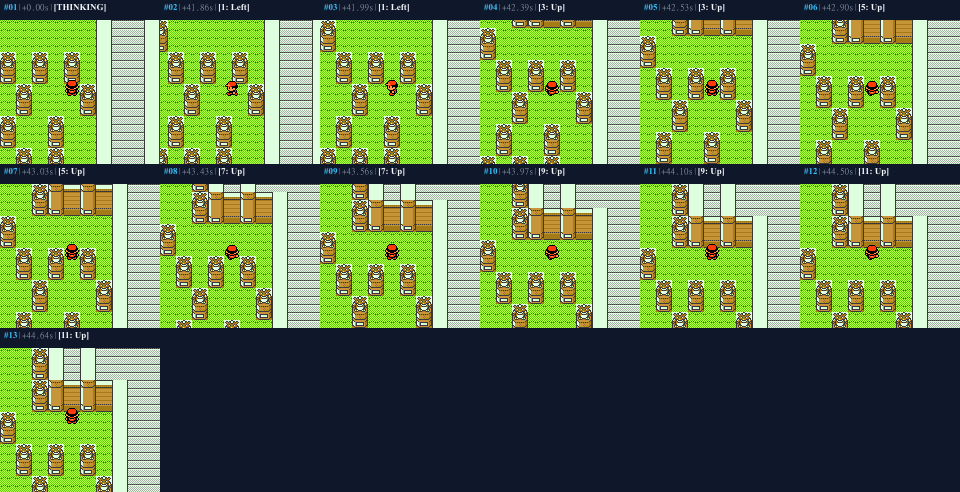 #01 | +0.00s | [THINKING]
#02 | +41.86s | [1: Left]
#03 | +41.99s | [1: Left]
#04 | +42.39s | [3: Up]
#05 | +42.53s | [3: Up]
#06 | +42.90s | [5: Up]
#07 | +43.03s | [5: Up]
#08 | +43.43s | [7: Up]
#09 | +43.56s | [7: Up]
#10 | +43.97s | [9: Up]
#11 | +44.10s | [9: Up]
#12 | +44.50s | [11: Up]
#13 | +44.64s | [11: Up]